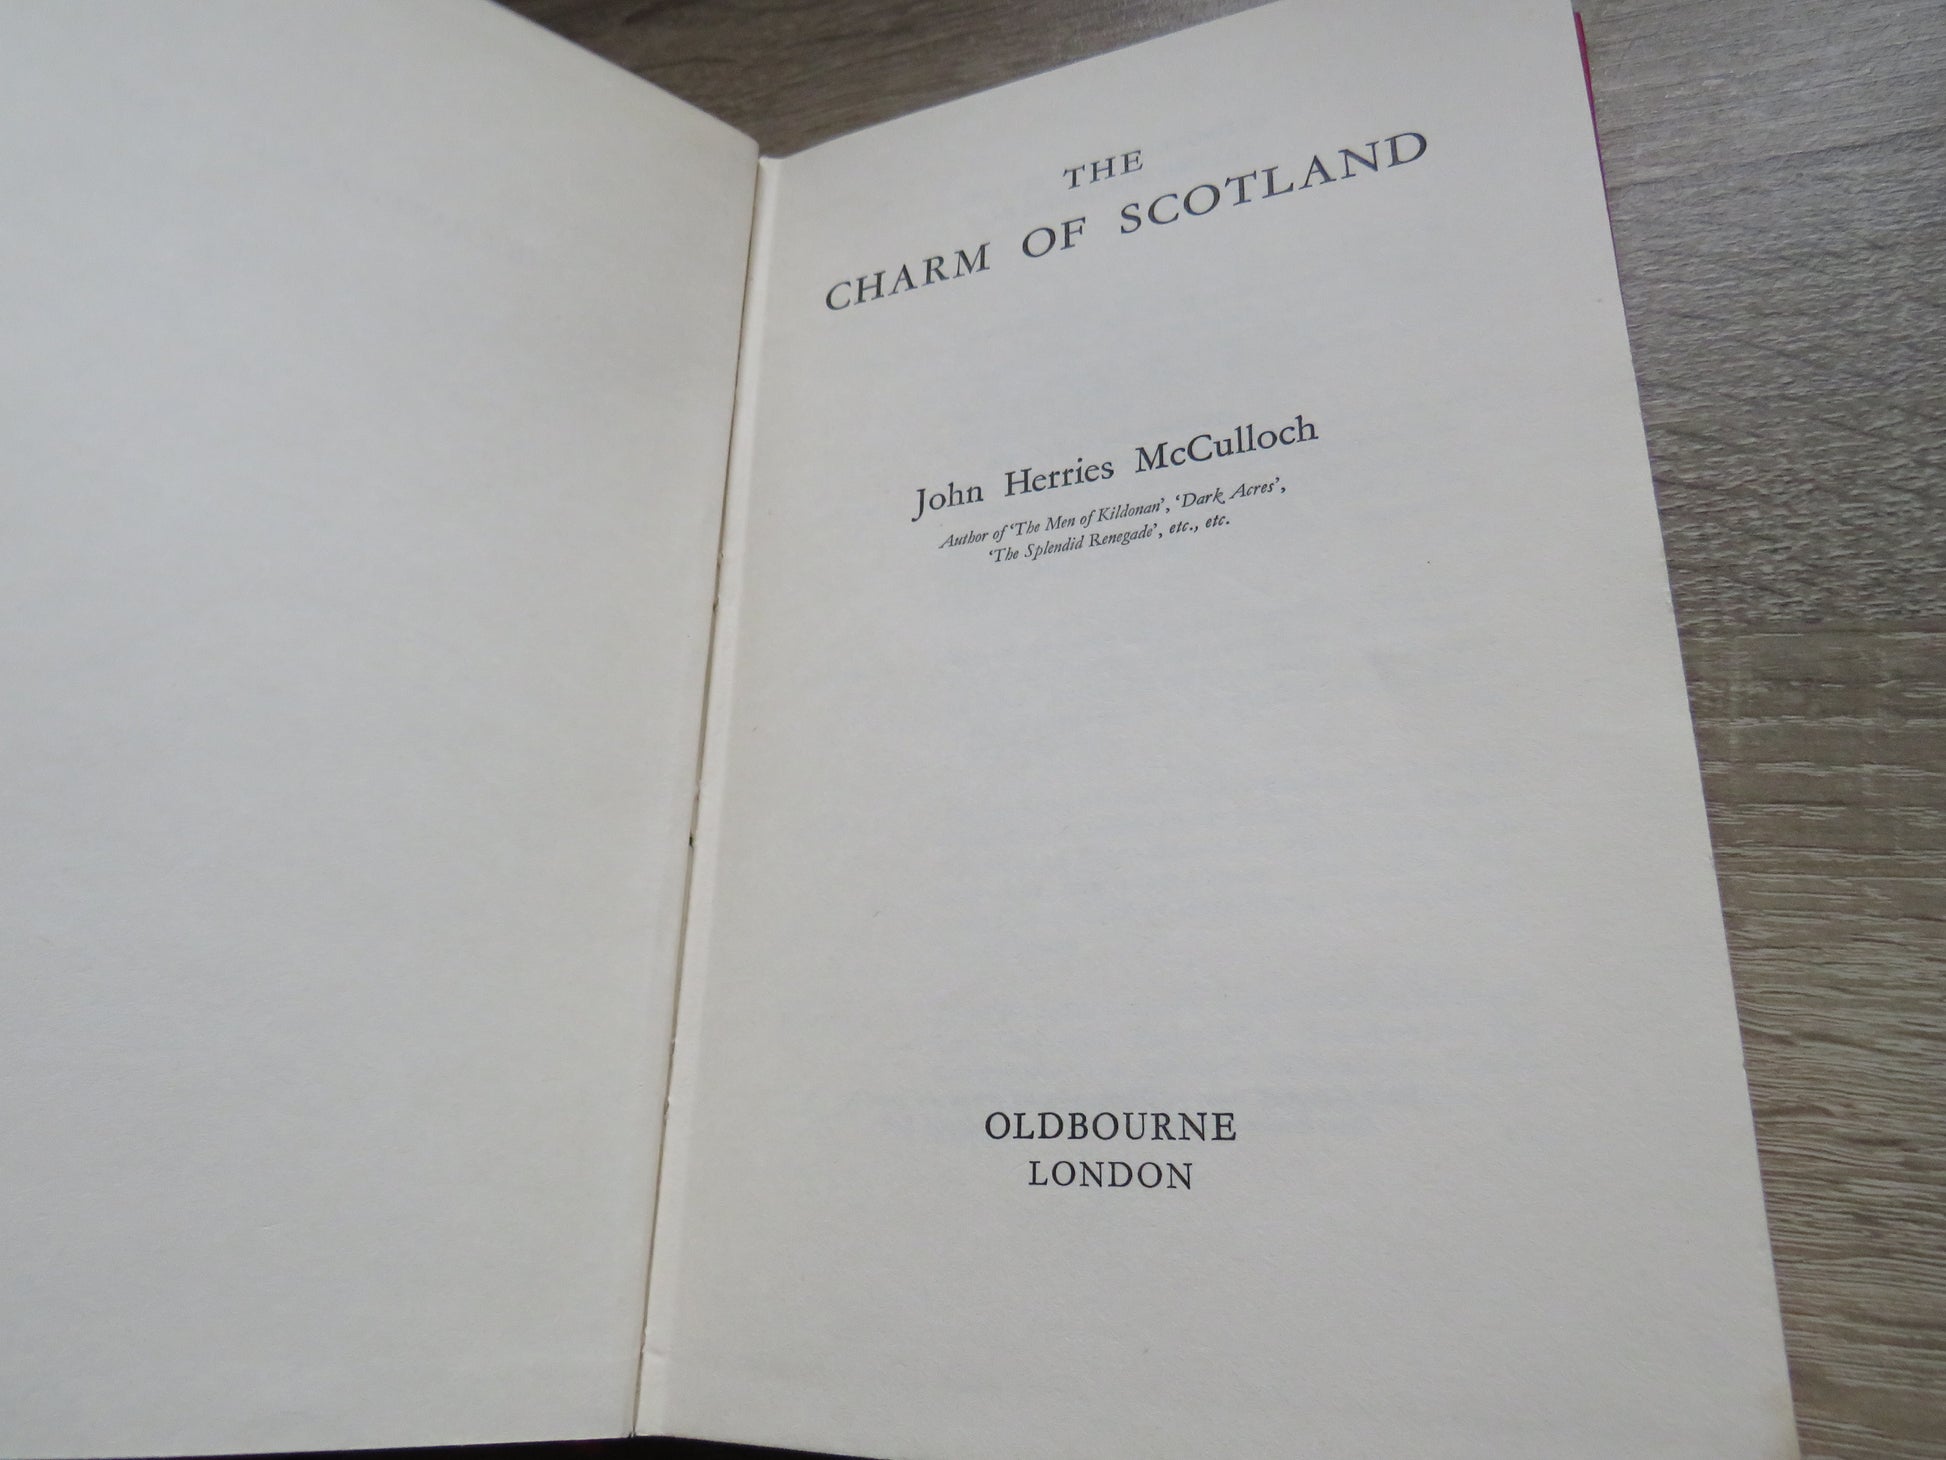 THE
CHARM OF SCOTLAND
John Herries McCulloch
Author of ‘The Men of Kildonan’, ‘Dark Acres’,
‘The Splendid Renegade’, etc., etc.
OLDBOURNE
LONDON